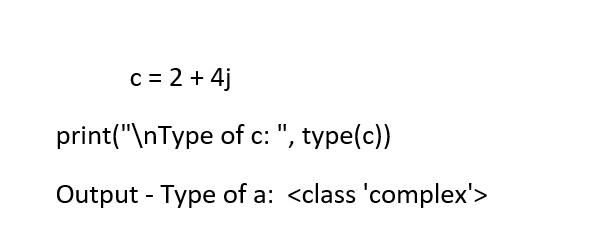 c = 2 + 4j
print("\nType of c: ", type(c))
Output - Type of a:  <class 'complex'>